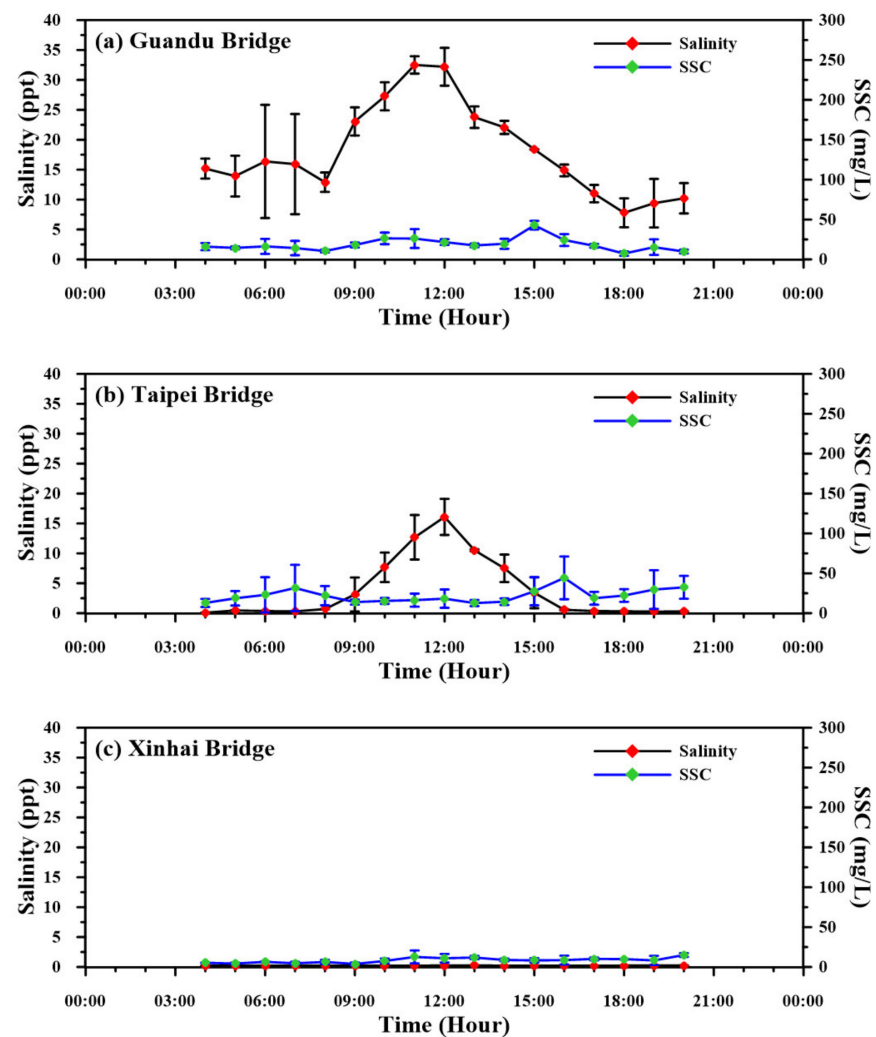 40 300
(a) Guandu Bridge Salinity
35 SSC 250
30
25 200
20 150
15 100
10
5 50
0 0
Salinity (ppt) SSC (mg/L)
00:00 03:00 06:00 09:00 12:00 15:00 18:00 21:00 00:00
Time (Hour)
40 300
(b) Taipei Bridge Salinity
35 SSC 250
30
25 200
20 150
15 100
10
5 50
0 0
Salinity (ppt) SSC (mg/L)
00:00 03:00 06:00 09:00 12:00 15:00 18:00 21:00 00:00
Time (Hour)
40 300
(c) Xinhai Bridge Salinity
35 SSC 250
30
25 200
20 150
15 100
10
5 50
0 0
Salinity (ppt) SSC (mg/L)
00:00 03:00 06:00 09:00 12:00 15:00 18:00 21:00 00:00
Time (Hour)